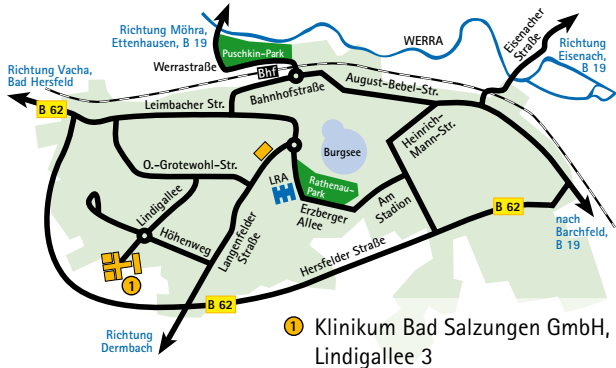 Richtung Möhra,
Ettenhausen, B 19
Puschkin-Park
WERRA
Eisenacher
Straße
Richtung
Eisenach,
B 19
Werrastraße
Bhf
Richtung Vacha,
Bad Hersfeld
August-Bebel-Str.
Bahnhofstraße
B 62
Leimbacher Str.
Heinrich-
Mann-Str.
Burgsee
O.-Grotewohl-Str.
LRA
Rathenau-
Park
Am
Stadion
Erzberger
Allee
Lindigallee
Höhenweg
Langenfelder
Straße
B 62
nach
Barchfeld,
B 19
Hersfelder Straße
1
B 62
Richtung
Dermbach
1 Klinikum Bad Salzungen GmbH,
Lindigallee 3